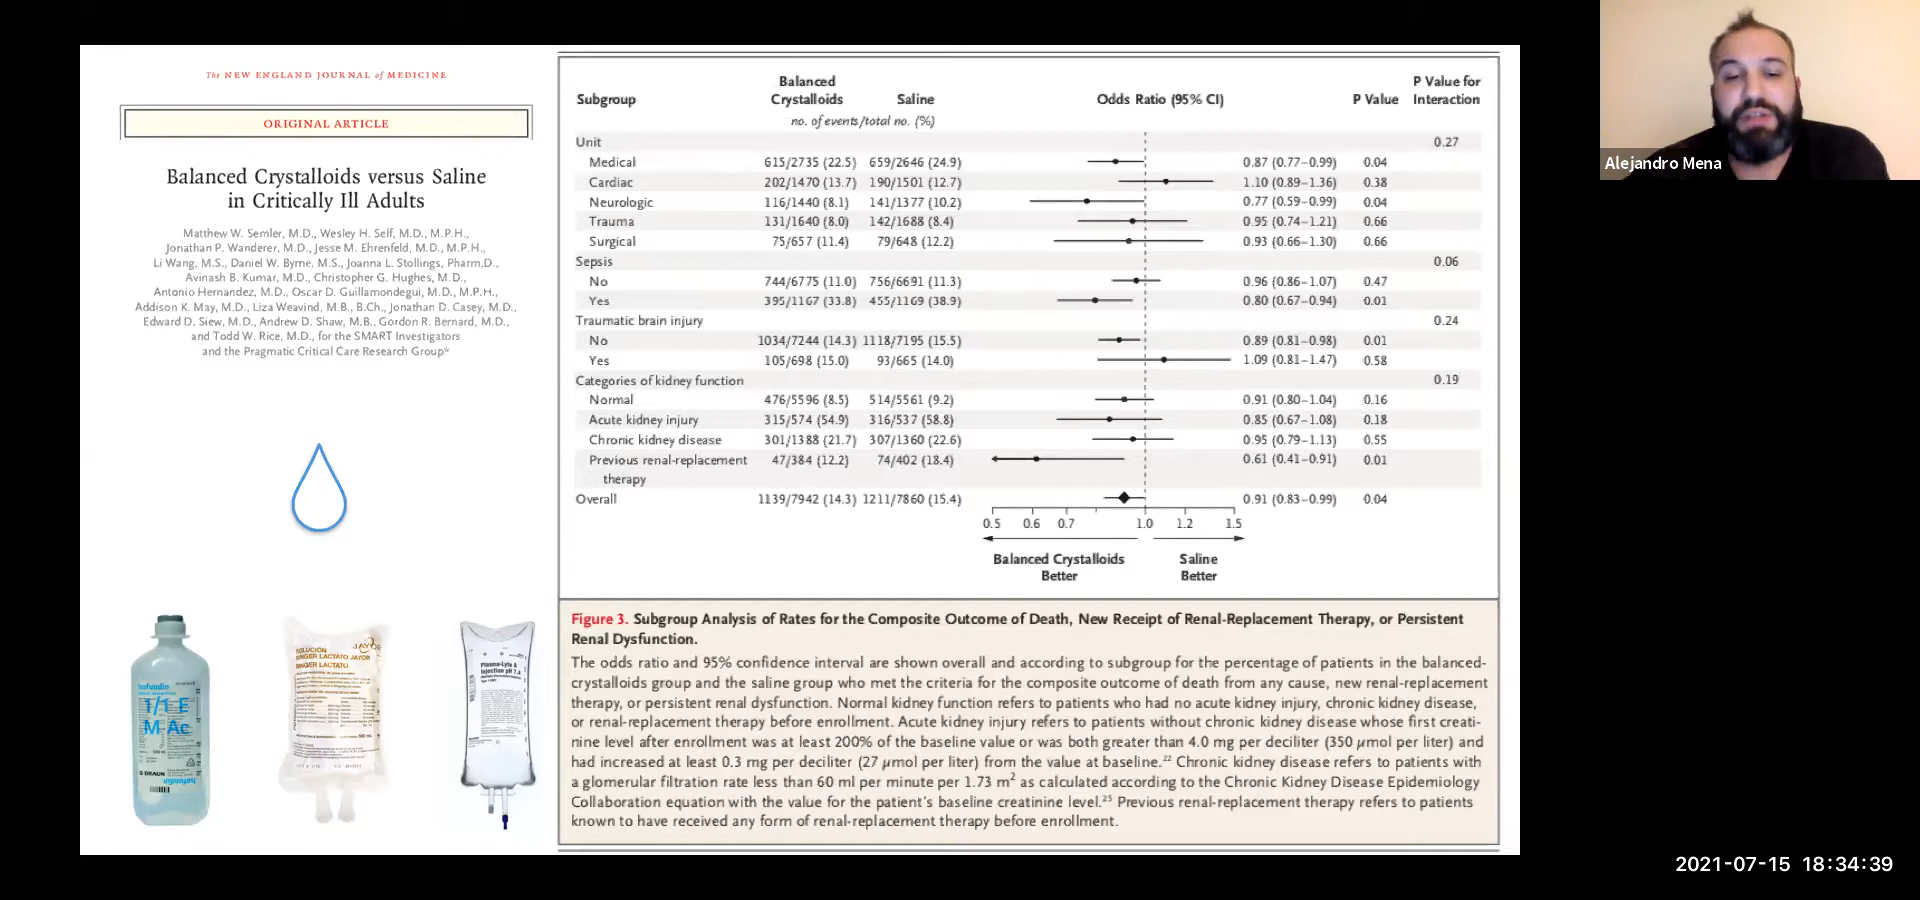 The NEW ENGLAND JOURNAL of MEDICINE
ORIGINAL ARTICLE
Balanced Crystalloids versus Saline
in Critically Ill Adults
Matthew W. Semler, M.D., Wesley H. Self, M.D., M.P.H.,
Jonathan P. Wanderer, M.D., Jesse M. Ehrenfeld, M.D., M.P.H.,
Li Wang, M.S., Daniel W. Byrne, M.S., Joanna L. Stollings, Pharm.D.,
Avinash B. Kumar, M.D., Christopher G. Hughes, M.D.,
Antonio Hernandez, M.D., Oscar D. Guillamondegui, M.D., M.P.H.,
Addison K. May, M.D., Liza Weavind, M.B., B.Ch., Jonathan D. Casey, M.D.,
Edward D. Siew, M.D., Andrew D. Shaw, M.B., Gordon R. Bernard, M.D.,
and Todd W. Rice, M.D., for the SMART Investigators
and the Pragmatic Critical Care Research Group*
Isofundin
1/1 E
M Ac
B BRAUN
Isofundin
JAYOR
SOLUCIÓN
RINGER LACTATO JAYOR
RINGER LACTATO
Plasma-Lyte A
Injection pH 7.4
Subgroup Balanced Crystalloids Saline Odds Ratio (95% CI) P Value P Value for Interaction
no. of events/total no. (%)
Unit 0.27
Medical 615/2735 (22.5) 659/2646 (24.9) 0.87 (0.77–0.99) 0.04
Cardiac 202/1470 (13.7) 190/1501 (12.7) 1.10 (0.89–1.36) 0.38
Neurologic 116/1440 (8.1) 141/1377 (10.2) 0.77 (0.59–0.99) 0.04
Trauma 131/1640 (8.0) 142/1688 (8.4) 0.95 (0.74–1.21) 0.66
Surgical 75/657 (11.4) 79/648 (12.2) 0.93 (0.66–1.30) 0.66
Sepsis 0.06
No 744/6775 (11.0) 756/6691 (11.3) 0.96 (0.86–1.07) 0.47
Yes 395/1167 (33.8) 455/1169 (38.9) 0.80 (0.67–0.94) 0.01
Traumatic brain injury 0.24
No 1034/7244 (14.3) 1118/7195 (15.5) 0.89 (0.81–0.98) 0.01
Yes 105/698 (15.0) 93/665 (14.0) 1.09 (0.81–1.47) 0.58
Categories of kidney function 0.19
Normal 476/5596 (8.5) 514/5561 (9.2) 0.91 (0.80–1.04) 0.16
Acute kidney injury 315/574 (54.9) 316/537 (58.8) 0.85 (0.67–1.08) 0.18
Chronic kidney disease 301/1388 (21.7) 307/1360 (22.6) 0.95 (0.79–1.13) 0.55
Previous renal-replacement 47/384 (12.2) 74/402 (18.4) 0.61 (0.41–0.91) 0.01
therapy
Overall 1139/7942 (14.3) 1211/7860 (15.4) 0.91 (0.83–0.99) 0.04
0.5 0.6 0.7 1.0 1.2 1.5
Balanced Crystalloids Better Saline Better
Figure 3. Subgroup Analysis of Rates for the Composite Outcome of Death, New Receipt of Renal-Replacement Therapy, or Persistent
Renal Dysfunction.
The odds ratio and 95% confidence interval are shown overall and according to subgroup for the percentage of patients in the balanced-
crystalloids group and the saline group who met the criteria for the composite outcome of death from any cause, new renal-replacement
therapy, or persistent renal dysfunction. Normal kidney function refers to patients who had no acute kidney injury, chronic kidney disease,
or renal-replacement therapy before enrollment. Acute kidney injury refers to patients without chronic kidney disease whose first creati-
nine level after enrollment was at least 200% of the baseline value or was both greater than 4.0 mg per deciliter (350 μmol per liter) and
had increased at least 0.3 mg per deciliter (27 μmol per liter) from the value at baseline.²² Chronic kidney disease refers to patients with
a glomerular filtration rate less than 60 ml per minute per 1.73 m² as calculated according to the Chronic Kidney Disease Epidemiology
Collaboration equation with the value for the patient's baseline creatinine level.²⁵ Previous renal-replacement therapy refers to patients
known to have received any form of renal-replacement therapy before enrollment.
Alejandro Mena
2021-07-15 18:34:39